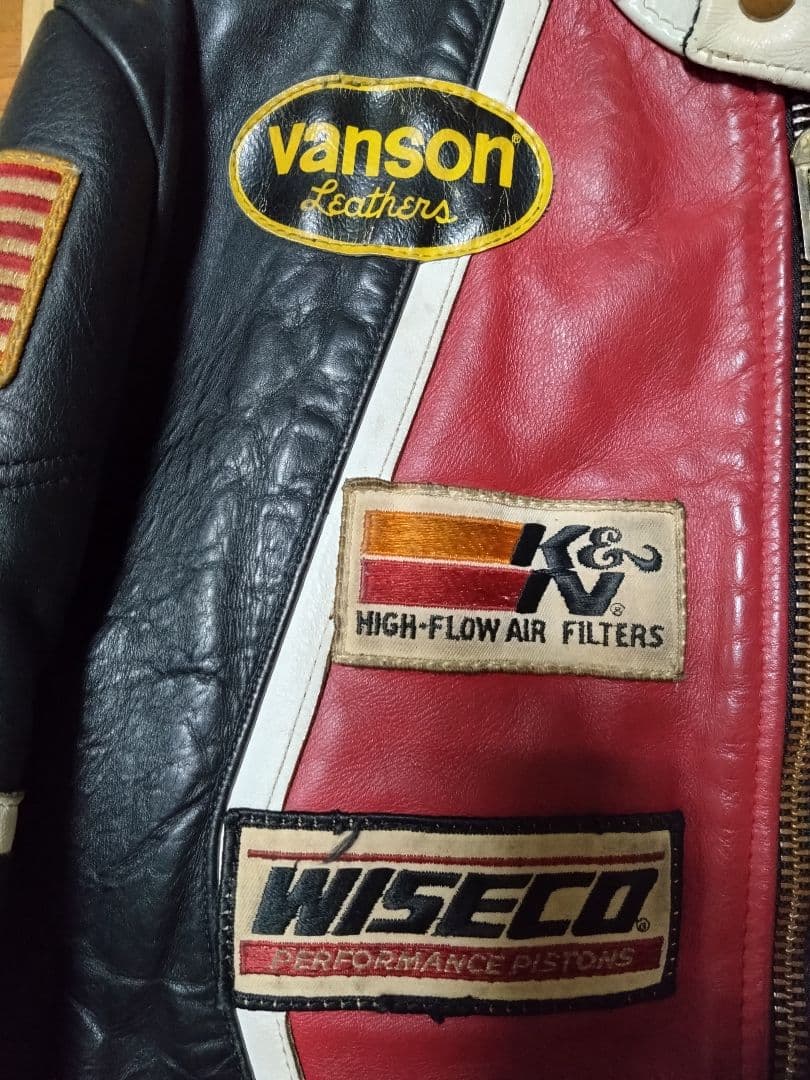 vanson®
Leathers
K&N®
HIGH-FLOW AIR FILTERS
WISECO®
PERFORMANCE PISTONS